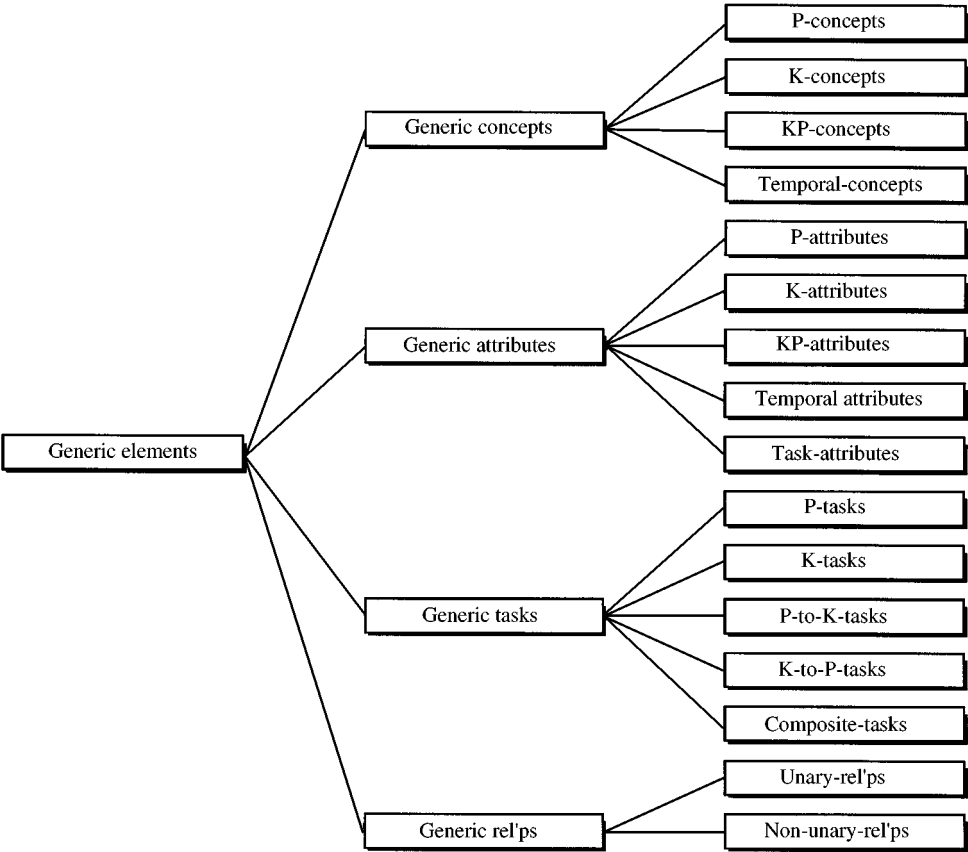 P-concepts
K-concepts
Generic concepts
KP-concepts
Temporal-concepts
P-attributes
K-attributes
Generic attributes
KP-attributes
Temporal attributes
Generic elements
Task-attributes
P-tasks
K-tasks
Generic tasks
P-to-K-tasks
K-to-P-tasks
Composite-tasks
Unary-rel'ps
Generic rel'ps
Non-unary-rel'ps